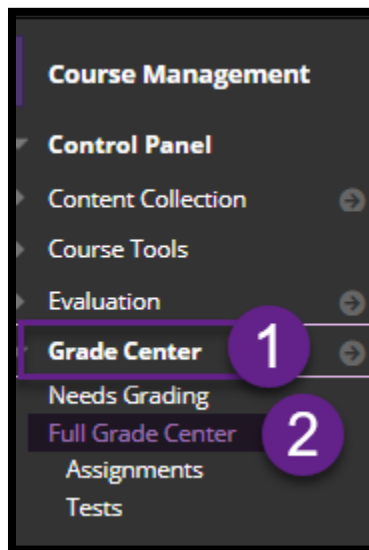 Course Management
Control Panel
Content Collection
Course Tools
Evaluation
Grade Center 1
Needs Grading
Full Grade Center 2
Assignments
Tests